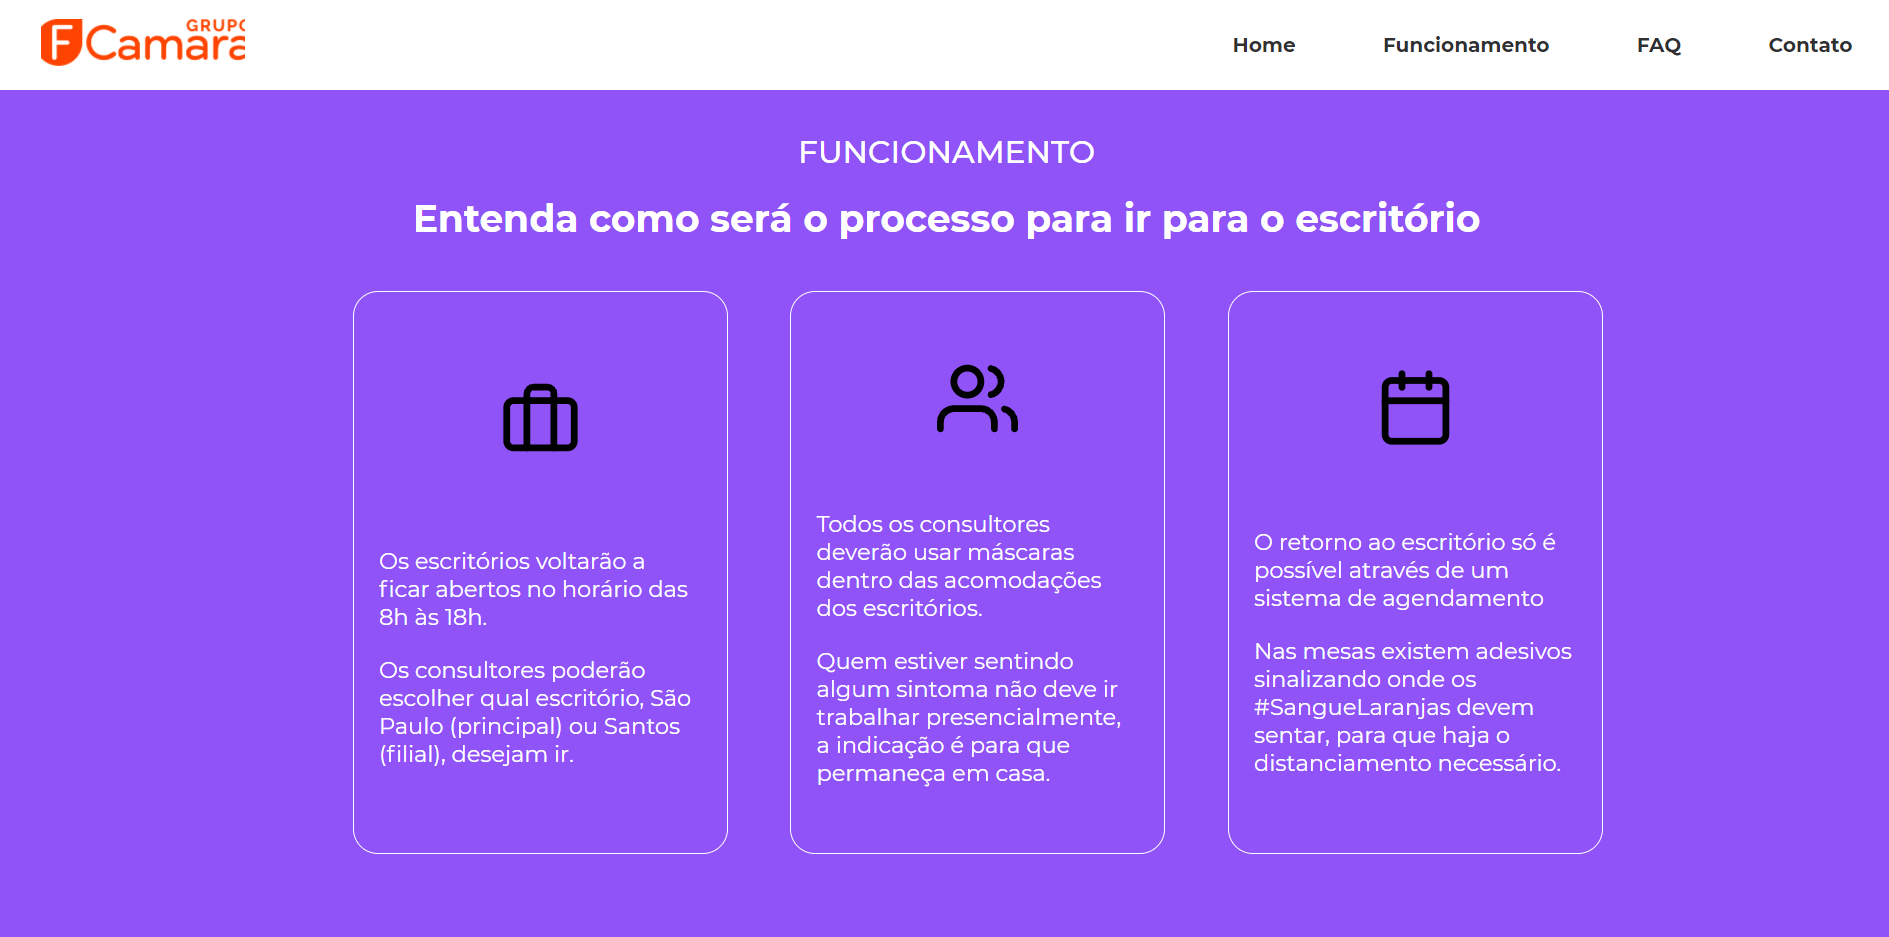 GRUPO
F Camara
Home
Funcionamento
FAQ
Contato
FUNCIONAMENTO
Entenda como será o processo para ir para o escritório
Os escritórios voltarão a
ficar abertos no horário das
8h às 18h.
Os consultores poderão
escolher qual escritório, São
Paulo (principal) ou Santos
(filial), desejam ir.
Todos os consultores
deverão usar máscaras
dentro das acomodações
dos escritórios.
Quem estiver sentindo
algum sintoma não deve ir
trabalhar presencialmente,
a indicação é para que
permaneça em casa.
O retorno ao escritório só é
possível através de um
sistema de agendamento
Nas mesas existem adesivos
sinalizando onde os
#SangueLaranjas devem
sentar, para que haja o
distanciamento necessário.